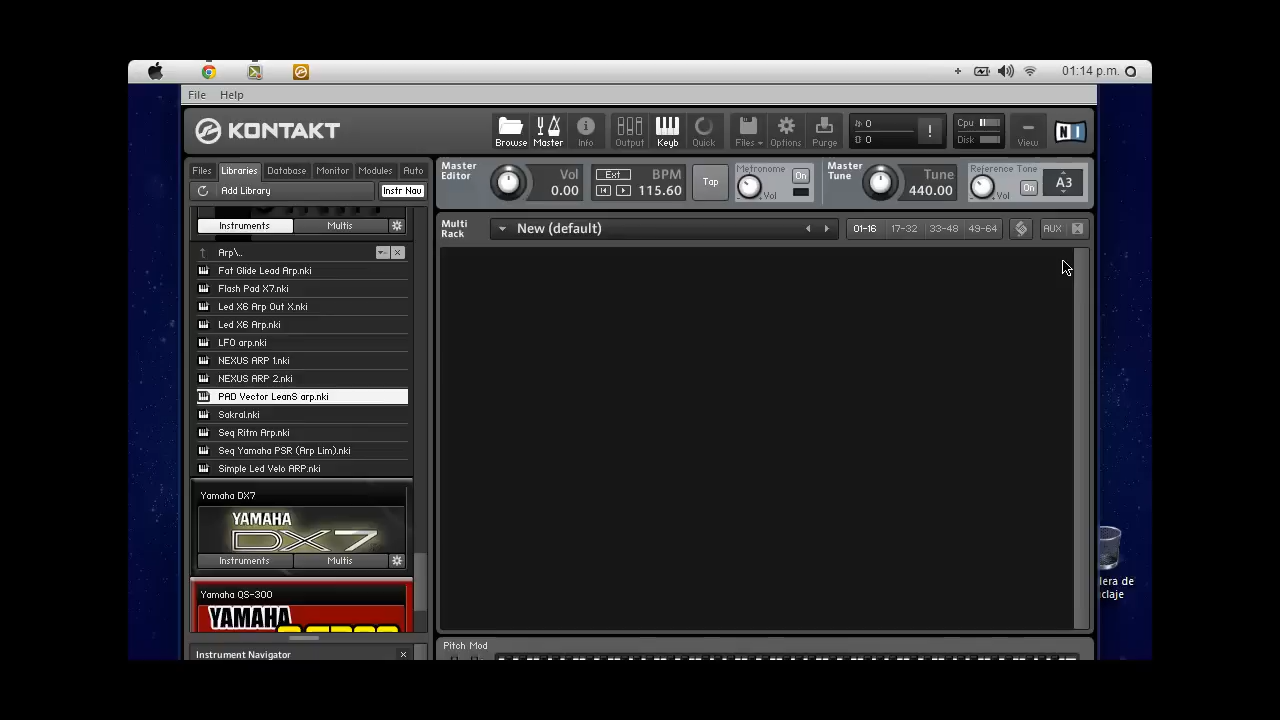 01:14 p.m.
File Help
KONTAKT
Browse Master Info Output Keyb Quick Files Options Purge
0
0
!
Cpu
Disk
View
NI
Files Libraries Database Monitor Modules Auto
Add Library
Instr Nav
Master Editor
Vol
0.00
Ext
BPM
115.60
Tap
Metronome
On
Vol
Master Tune
Tune
440.00
Reference Tone
On
Vol
A3
Multi Rack
New (default)
01-16 17-32 33-48 49-64
AUX
Instruments Multis
Arp\..
Fat Glide Lead Arp.nki
Flash Pad X7.nki
Led X6 Arp Out X.nki
Led X6 Arp.nki
LFO arp.nki
NEXUS ARP 1.nki
NEXUS ARP 2.nki
PAD Vector LeanS arp.nki
Sakral.nki
Seq Ritm Arp.nki
Seq Yamaha PSR (Arp Lim).nki
Simple Led Velo ARP.nki
Yamaha DX7
YAMAHA
DX7
Instruments Multis
Yamaha QS-300
YAMAHA
Instrument Navigator
Pitch Mod